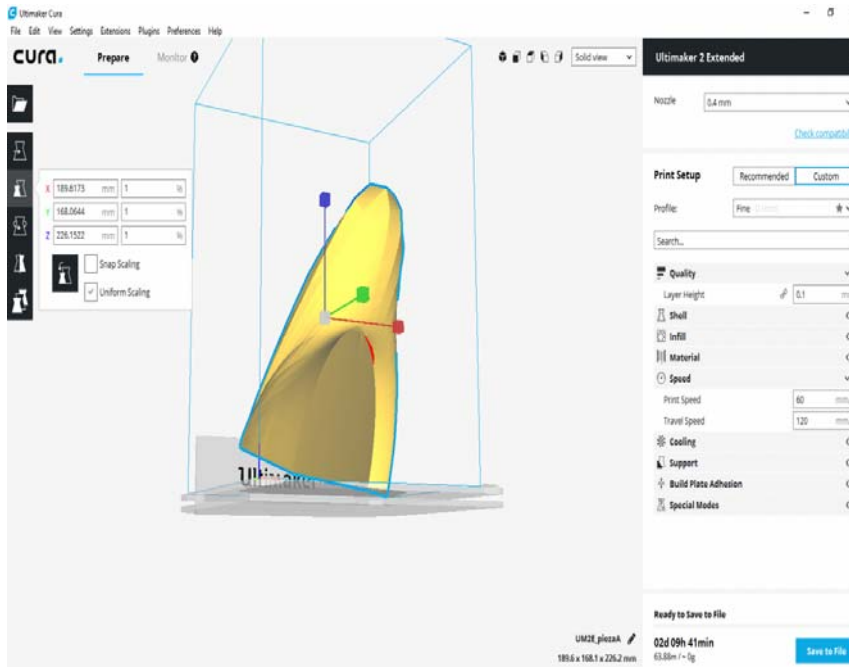 Ultimaker Cura
File Edit View Settings Extensions Plugins Preferences Help
cura. Prepare Monitor Solid view
Ultimaker 2 Extended
Nozzle 0.4 mm
Check compatibil
Print Setup Recommended Custom
Profile: Fine
Search...
Quality
Layer Height 0.1
Shell
Infill
Material
Speed
Print Speed 60 mm
Travel Speed 120 mm
Cooling
Support
Build Plate Adhesion
Special Modes
X 189.6173 mm 1 %
Y 168.0644 mm 1 %
Z 226.1522 mm 1 %
Snap Scaling
Uniform Scaling
Ultimaker
UM2E_piezaA
189.6 x 168.1 x 226.2 mm
Ready to Save to File
02d 09h 41min
63.88m / ~ 0g
Save to File